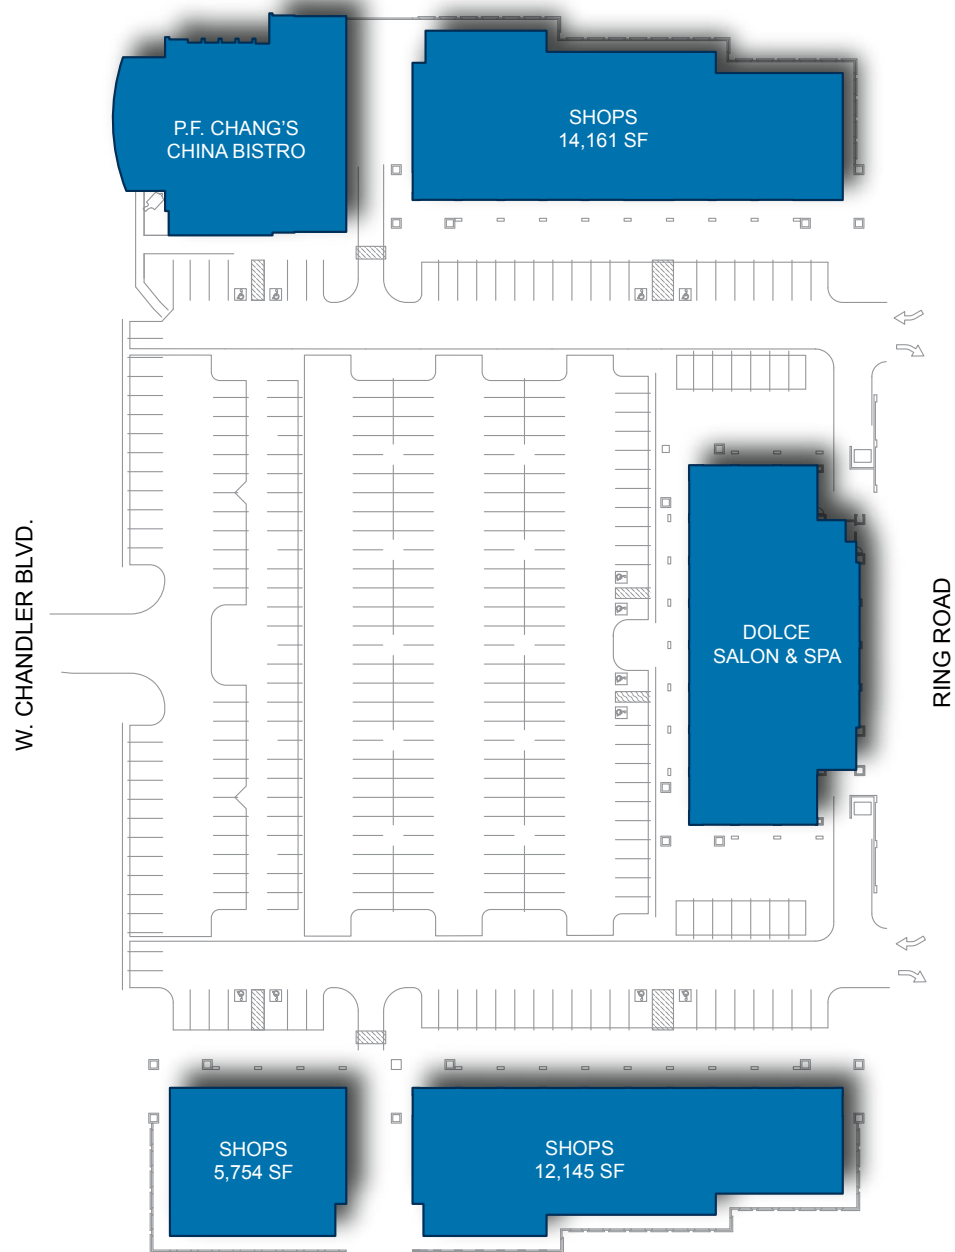 P.F. CHANG'S
CHINA BISTRO
SHOPS
14,161 SF
W. CHANDLER BLVD.
DOLCE
SALON & SPA
RING ROAD
SHOPS
5,754 SF
SHOPS
12,145 SF